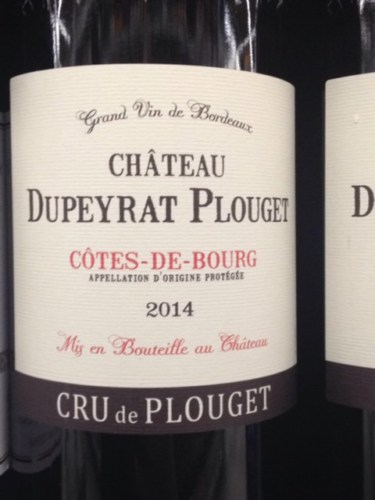 Grand Vin de Bordeaux
CHÂTEAU
DUPEYRAT PLOUGET
CÔTES-DE-BOURG
APPELLATION D'ORIGINE PROTÉGÉE
2014
Mis en Bouteille au Château
CRU de PLOUGET
D